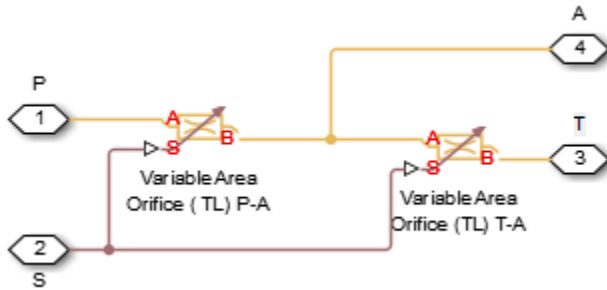 A
4
P
1
T
3
A
B
S
A
B
S
Variable Area
Orifice ( TL) P-A
Variable Area
Orifice (TL) T-A
2
S